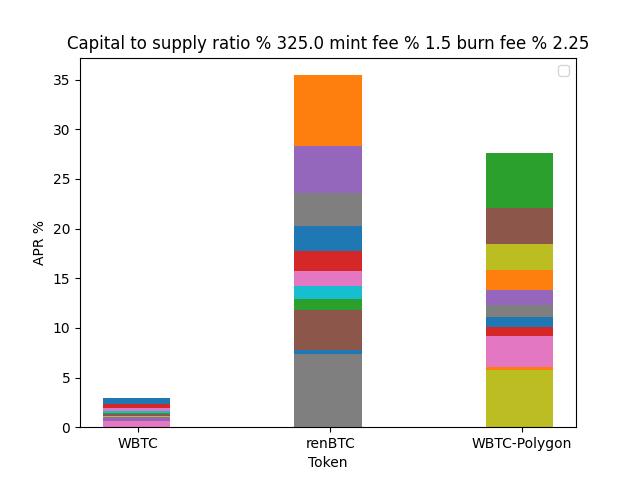 Capital to supply ratio % 325.0 mint fee % 1.5 burn fee % 2.25
35
30
25
20
15
10
5
0
APR %
WBTC
renBTC
WBTC-Polygon
Token